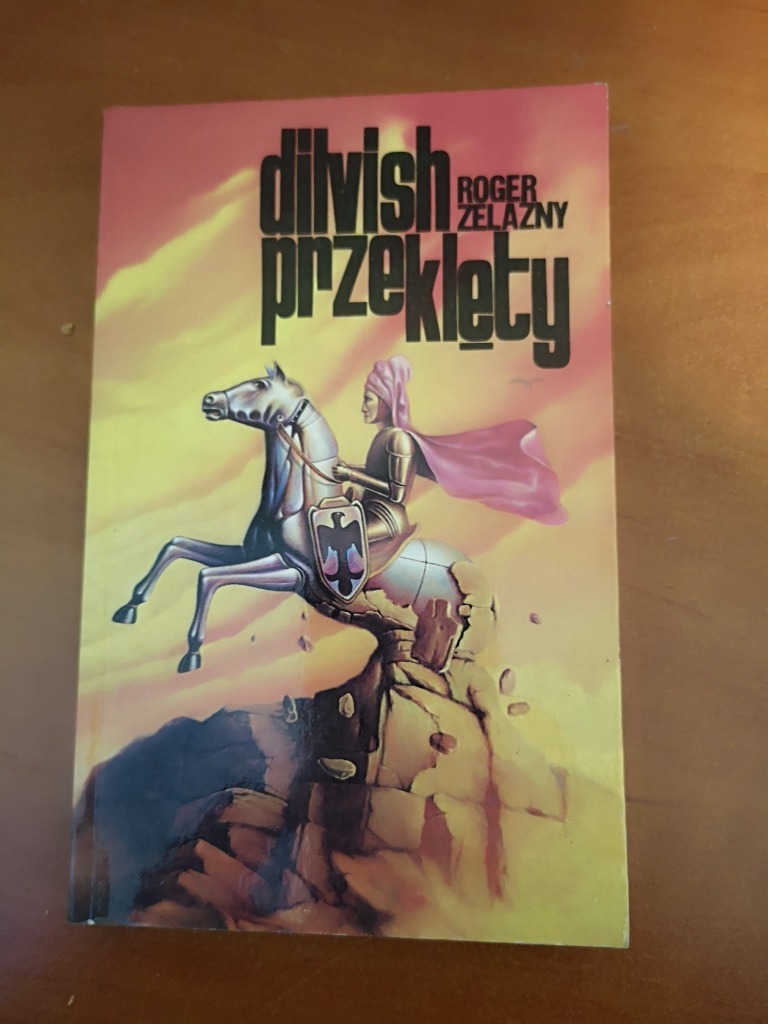 dilvish
ROGER
ZELAZNY
przeklęty